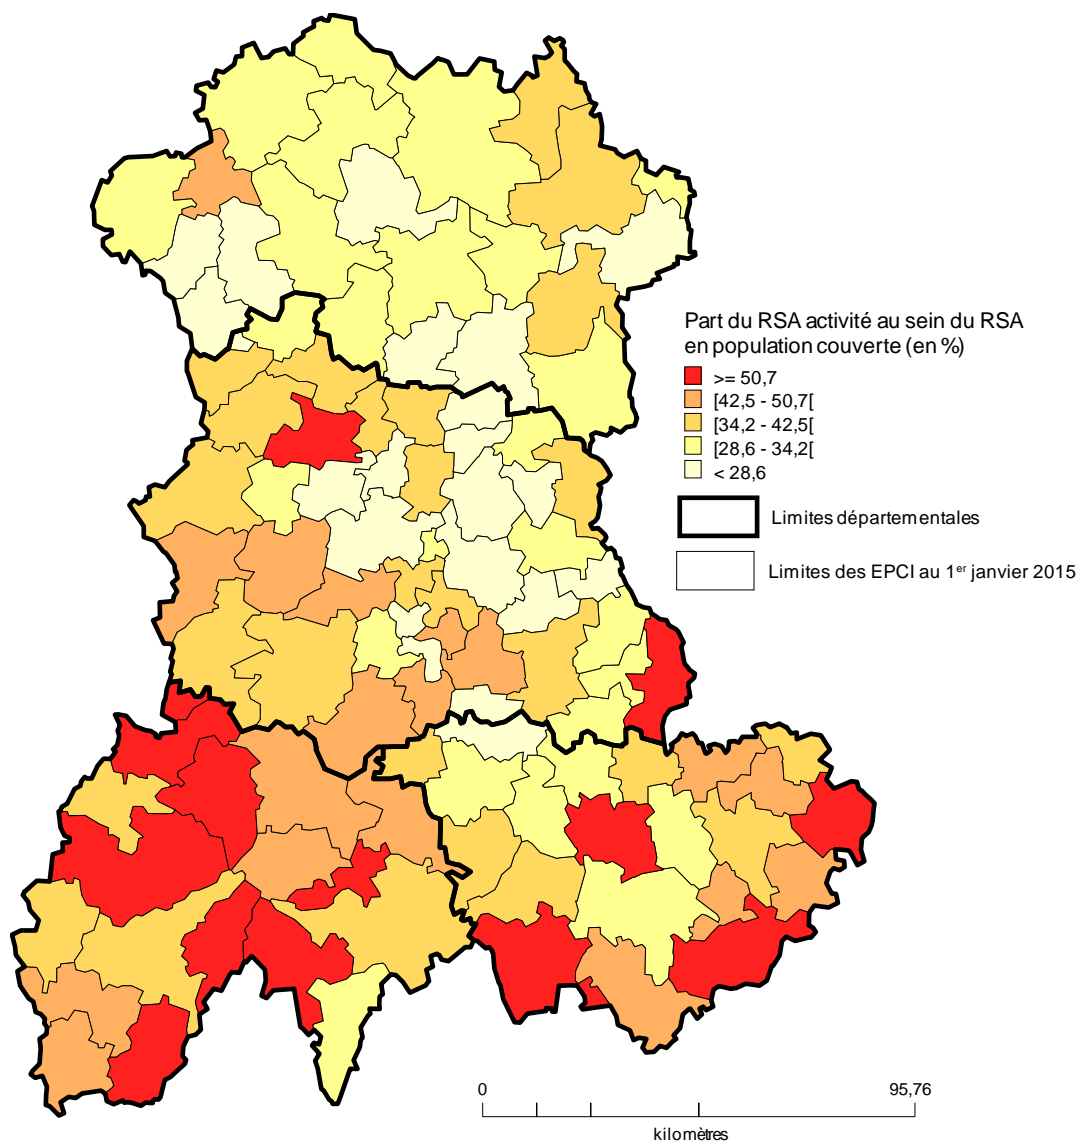 Part du RSA activité au sein du RSA
en population couverte (en %)
>= 50,7
[42,5 - 50,7[
[34,2 - 42,5[
[28,6 - 34,2[
< 28,6
Limites départementales
Limites des EPCI au 1er janvier 2015
0 95,76
kilomètres